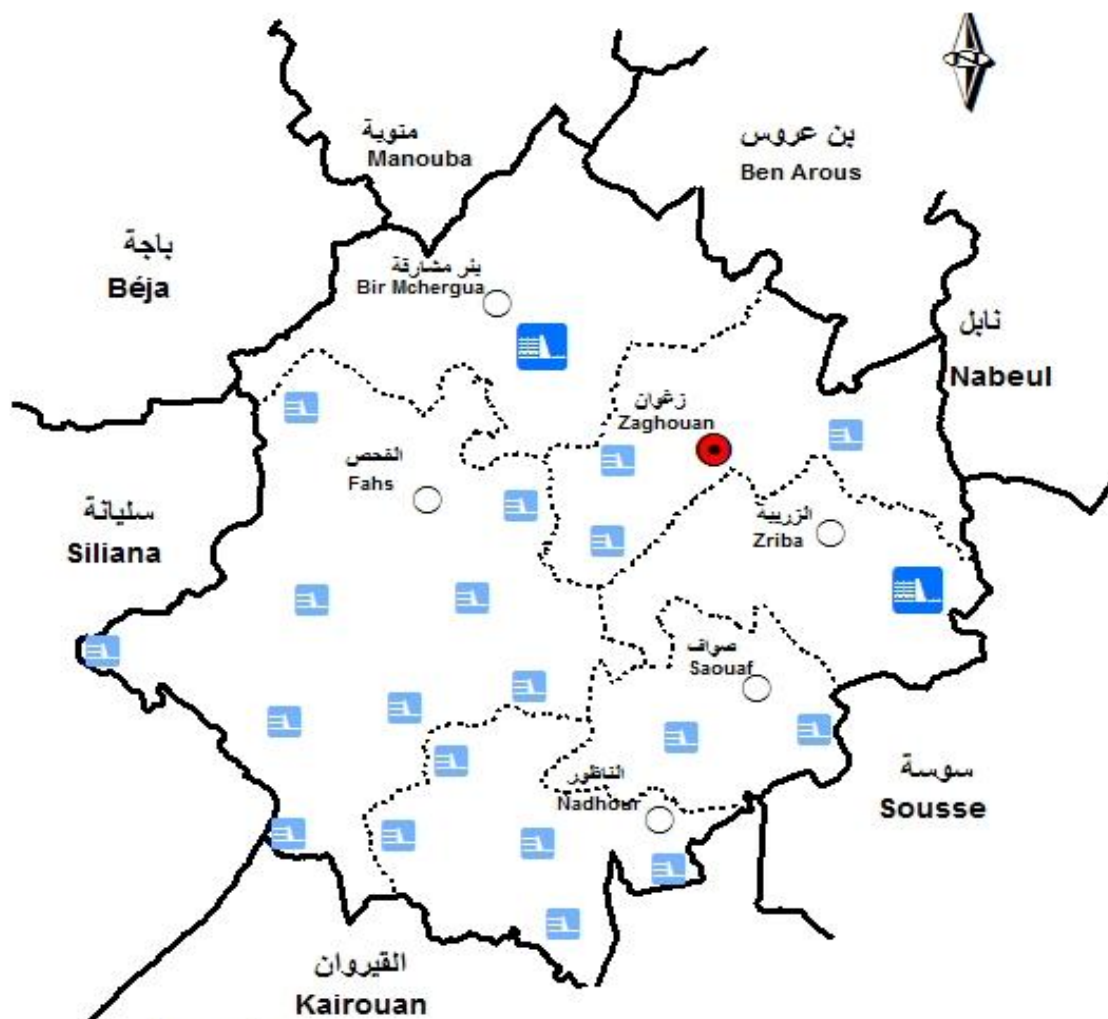 N
منوبة
Manouba
بن عروس
Ben Arous
باجة
Béja
بئر مشارقة
Bir Mchergua
نابل
Nabeul
زغوان
Zaghouan
الفحص
Fahs
سليانة
Siliana
الزريبة
Zriba
صواف
Saouaf
الناظور
Nadhour
سوسة
Sousse
القيروان
Kairouan